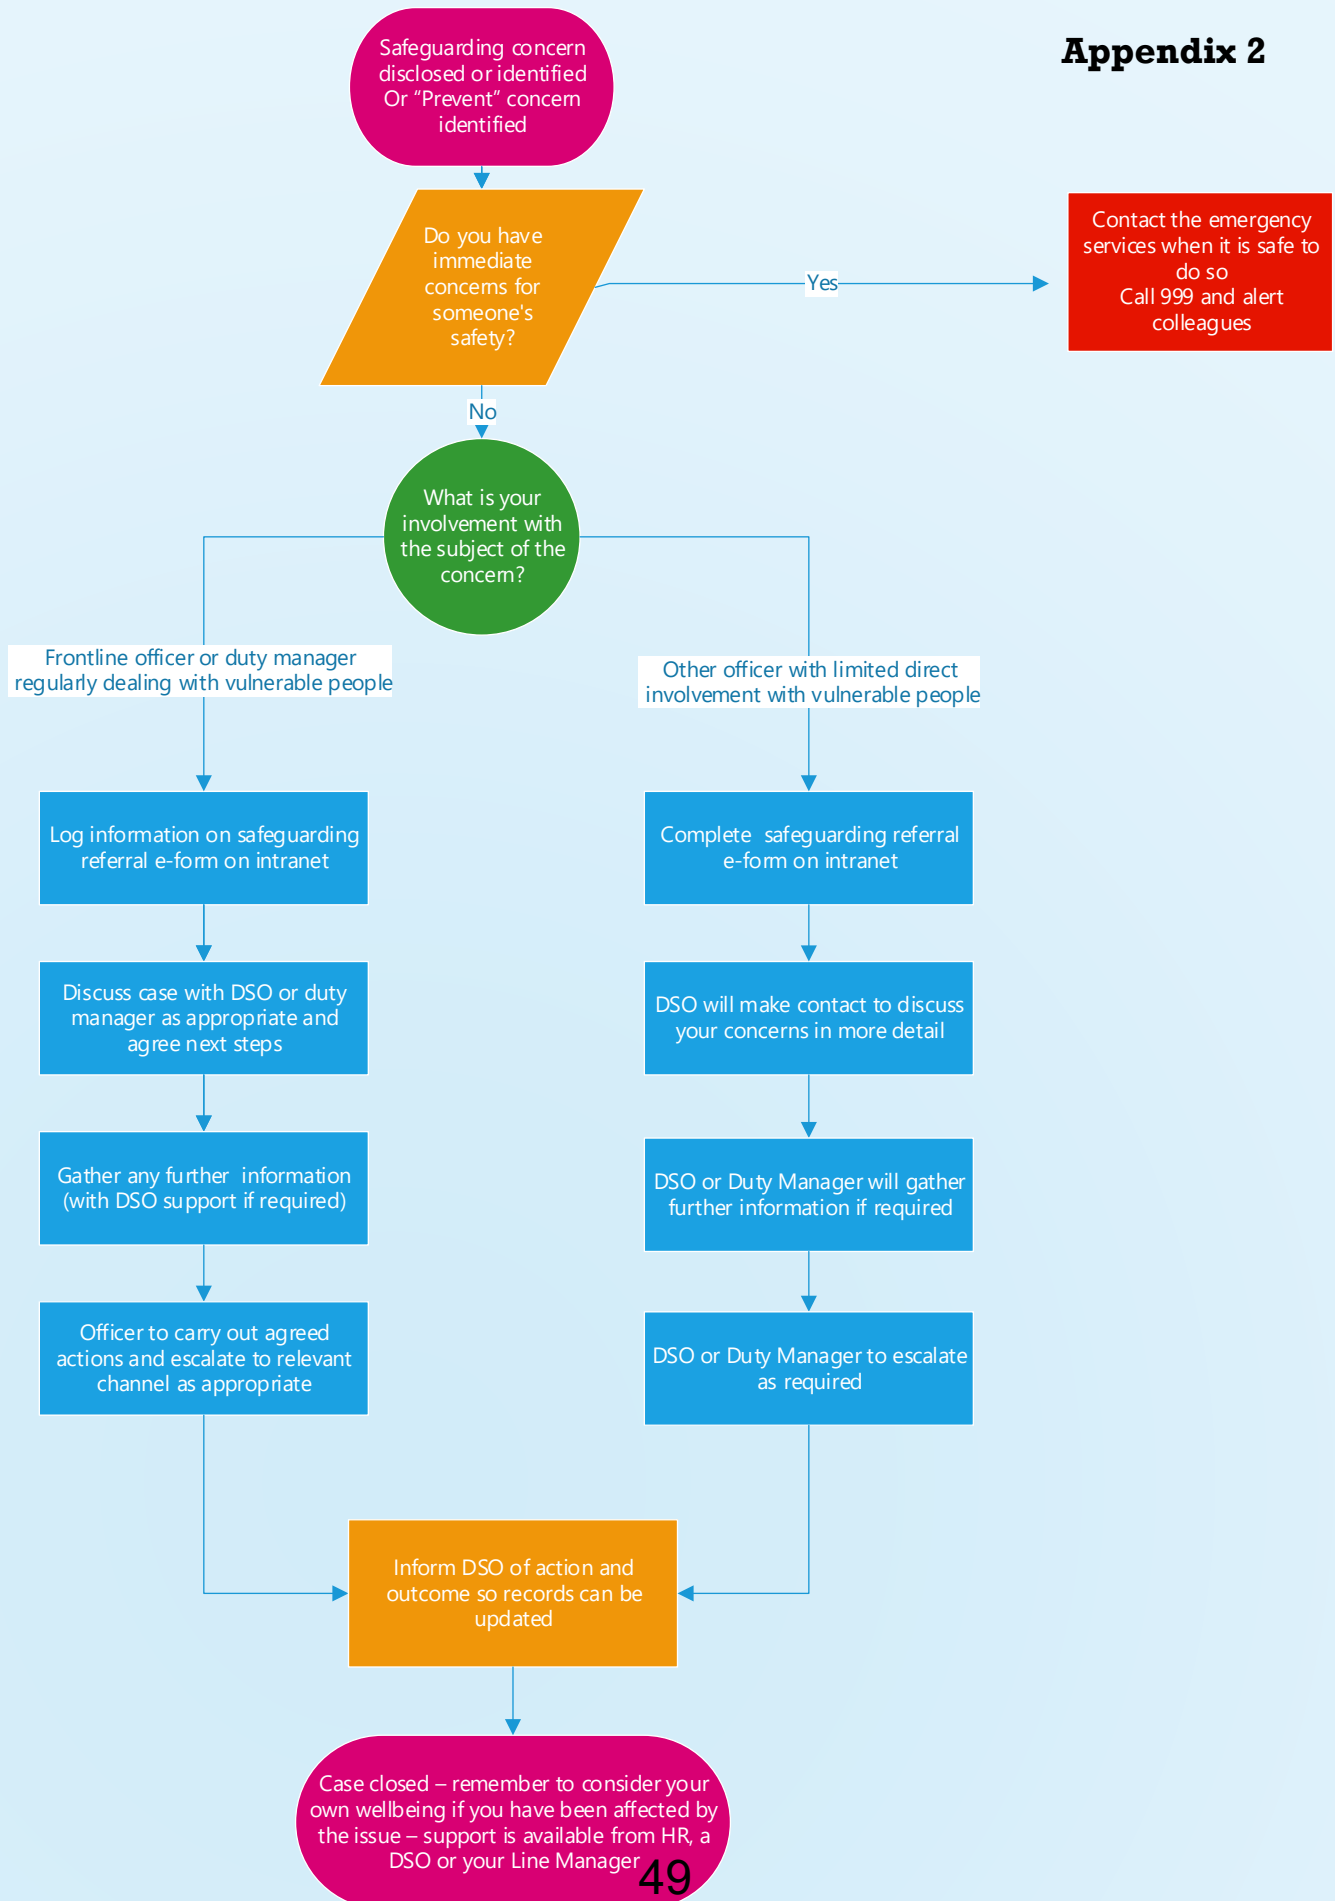 Appendix 2
Safeguarding concern
disclosed or identified
Or “Prevent” concern
identified
Do you have
immediate
concerns for
someone's
safety?
Yes
Contact the emergency
services when it is safe to
do so
Call 999 and alert
colleagues
No
What is your
involvement with
the subject of the
concern?
Frontline officer or duty manager
regularly dealing with vulnerable people
Other officer with limited direct
involvement with vulnerable people
Log information on safeguarding
referral e-form on intranet
Discuss case with DSO or duty
manager as appropriate and
agree next steps
Gather any further information
(with DSO support if required)
Officer to carry out agreed
actions and escalate to relevant
channel as appropriate
Complete safeguarding referral
e-form on intranet
DSO will make contact to discuss
your concerns in more detail
DSO or Duty Manager will gather
further information if required
DSO or Duty Manager to escalate
as required
Inform DSO of action and
outcome so records can be
updated
Case closed – remember to consider your
own wellbeing if you have been affected by
the issue – support is available from HR, a
DSO or your Line Manager
49